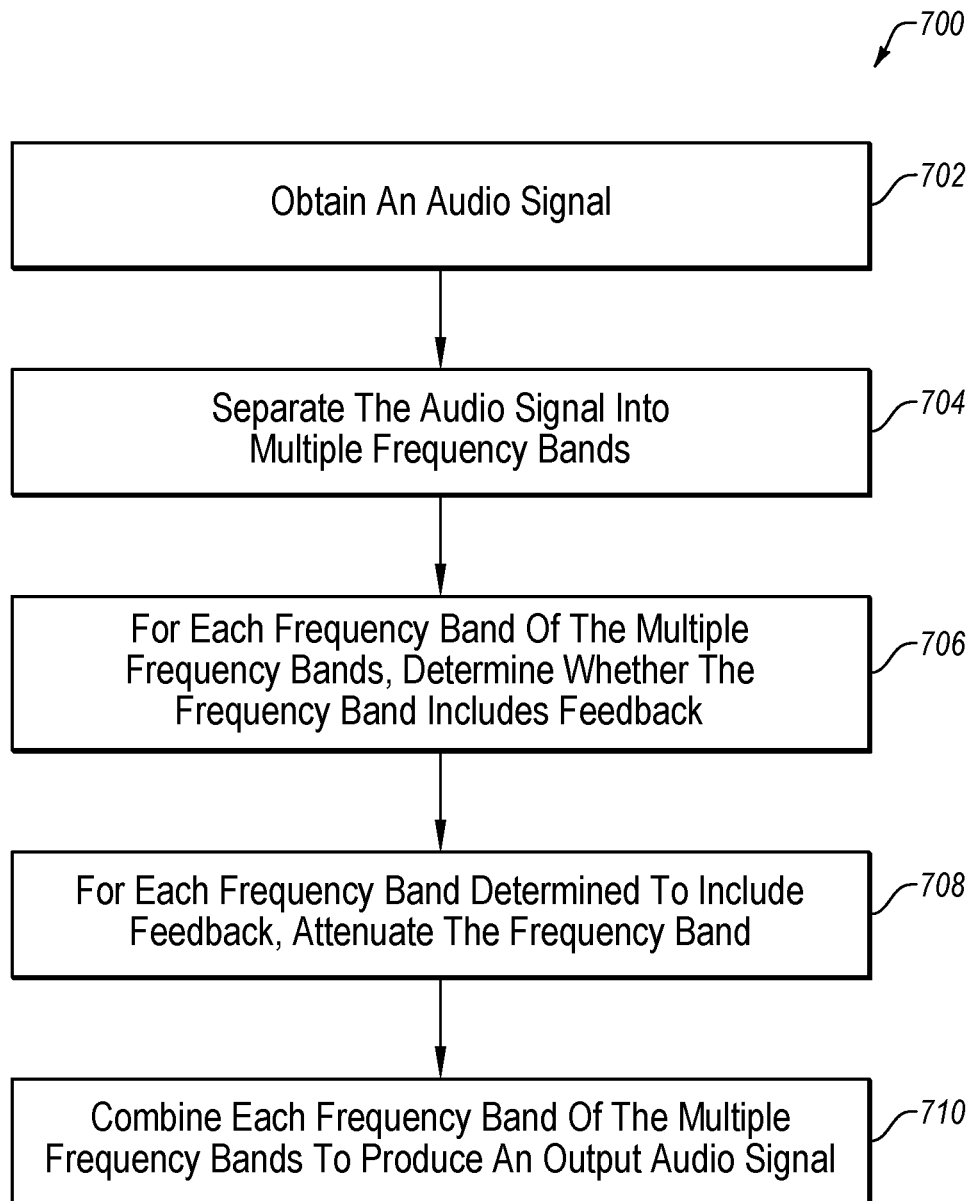 700
Obtain An Audio Signal
702
Separate The Audio Signal Into
Multiple Frequency Bands
704
For Each Frequency Band Of The Multiple
Frequency Bands, Determine Whether The
Frequency Band Includes Feedback
706
For Each Frequency Band Determined To Include
Feedback, Attenuate The Frequency Band
708
Combine Each Frequency Band Of The Multiple
Frequency Bands To Produce An Output Audio Signal
710